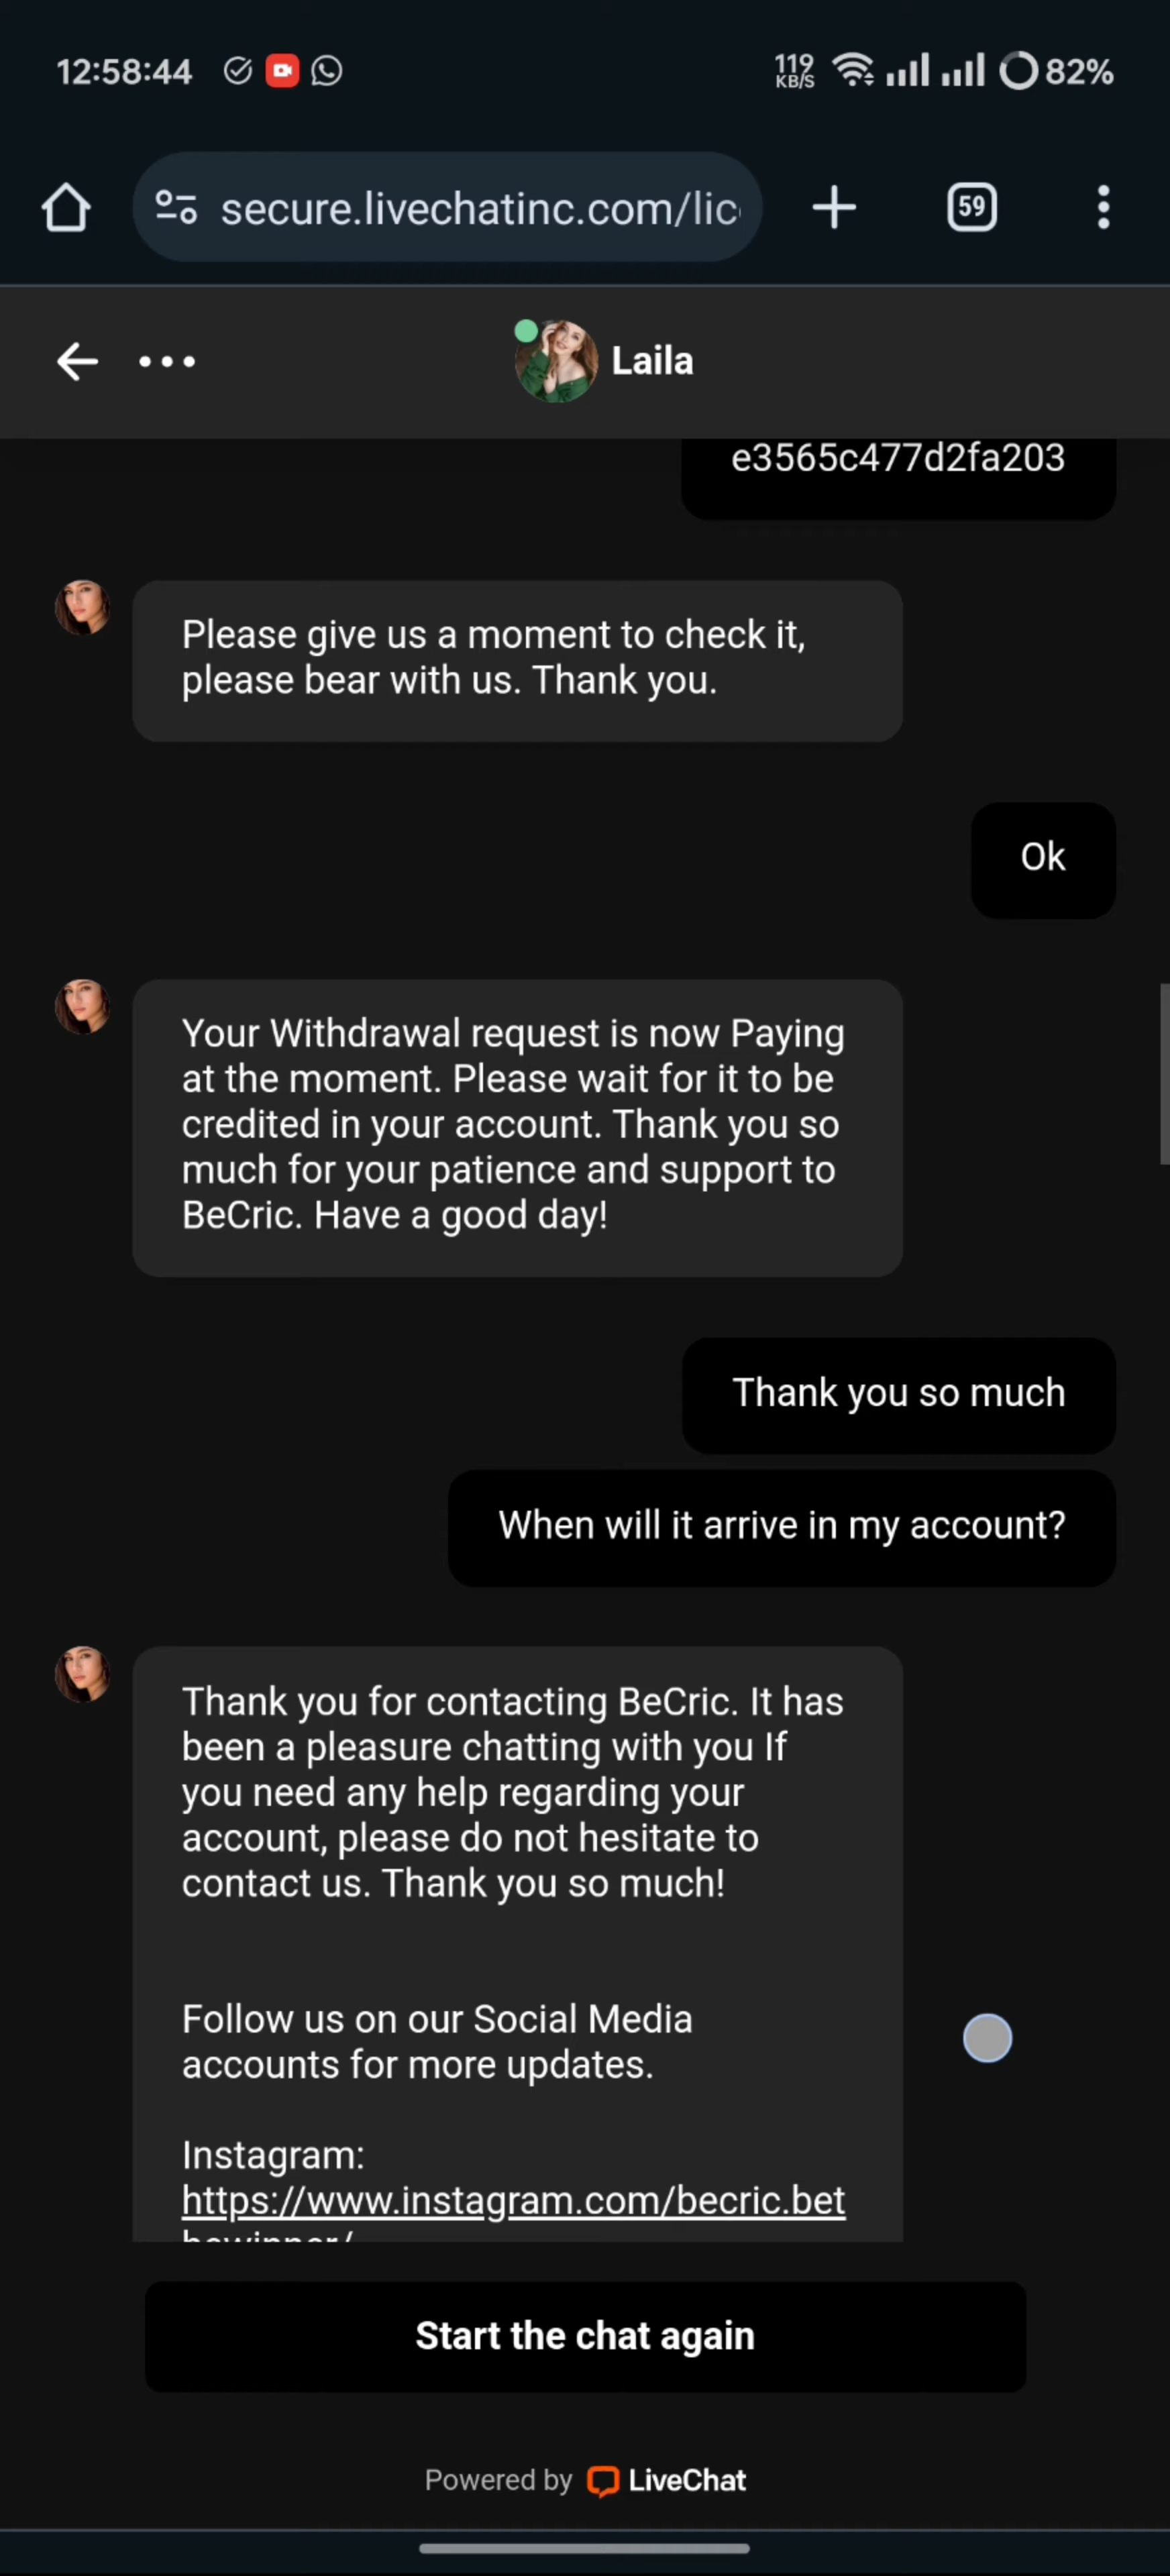 12:58:44
119
KB/S
82%
secure.livechatinc.com/lic
59
Laila
e3565c477d2fa203
Please give us a moment to check it,
please bear with us. Thank you.
Ok
Your Withdrawal request is now Paying
at the moment. Please wait for it to be
credited in your account. Thank you so
much for your patience and support to
BeCric. Have a good day!
Thank you so much
When will it arrive in my account?
Thank you for contacting BeCric. It has
been a pleasure chatting with you If
you need any help regarding your
account, please do not hesitate to
contact us. Thank you so much!
Follow us on our Social Media
accounts for more updates.
Instagram:
https://www.instagram.com/becric.bet
Start the chat again
Powered by LiveChat